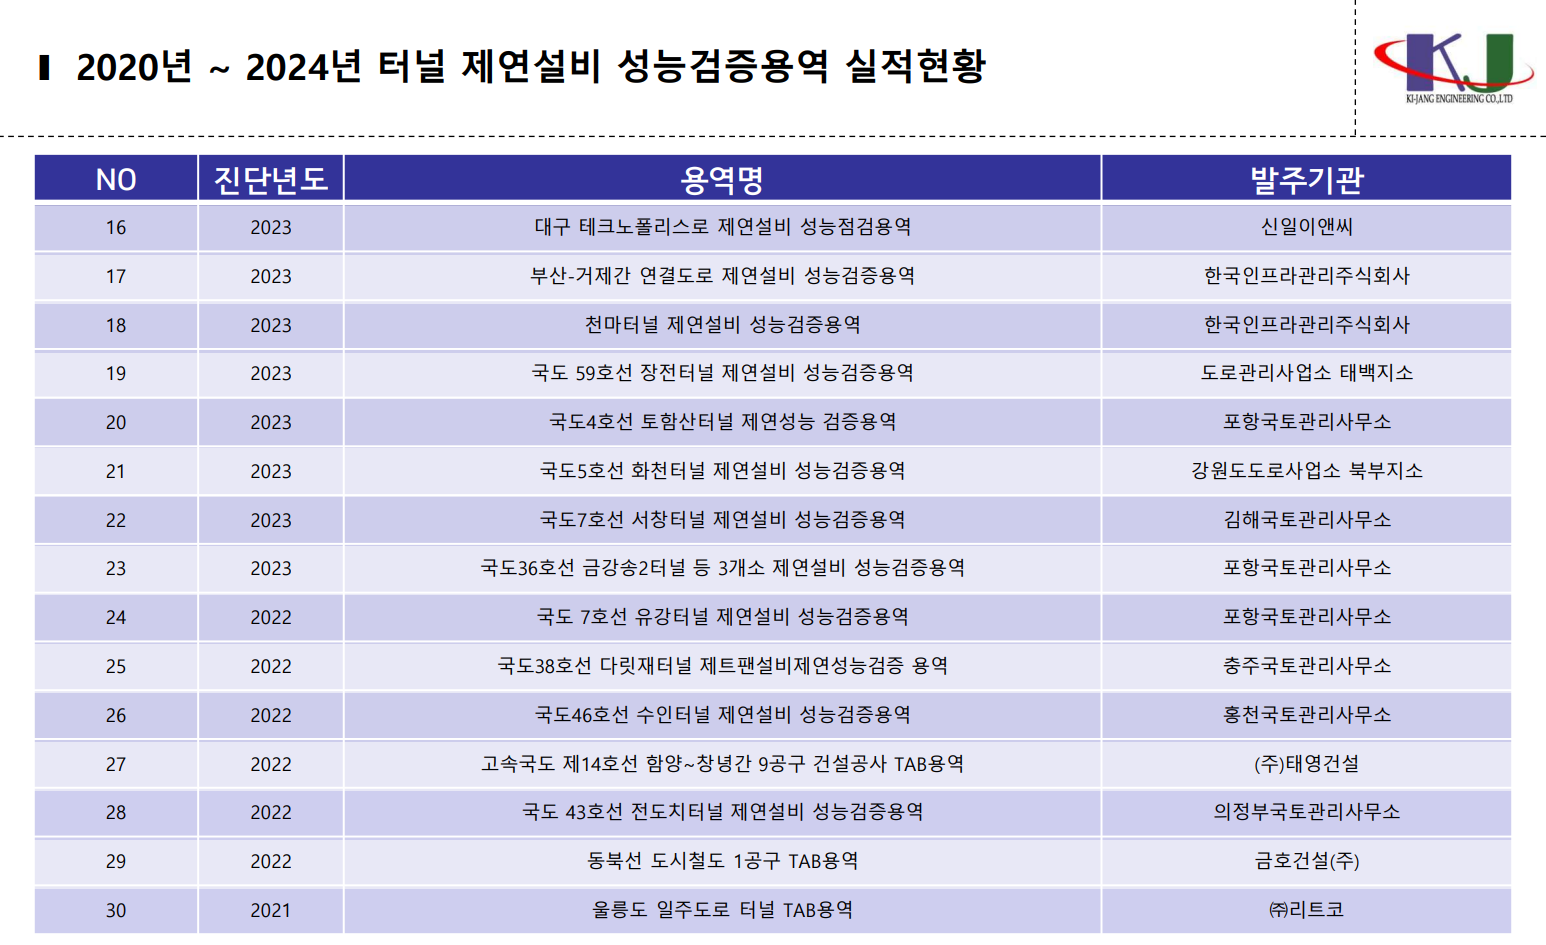 2020년 ~ 2024년 터널 제연설비 성능검증용역 실적현황
KJ
KI-JANG ENGINEERING CO.,LTD
NO 진단년도 용역명 발주기관
16 2023 대구 테크노폴리스로 제연설비 성능점검용역 신일이앤씨
17 2023 부산-거제간 연결도로 제연설비 성능검증용역 한국인프라관리주식회사
18 2023 천마터널 제연설비 성능검증용역 한국인프라관리주식회사
19 2023 국도 59호선 장전터널 제연설비 성능검증용역 도로관리사업소 태백지소
20 2023 국도4호선 토함산터널 제연성능 검증용역 포항국토관리사무소
21 2023 국도5호선 화천터널 제연설비 성능검증용역 강원도도로사업소 북부지소
22 2023 국도7호선 서창터널 제연설비 성능검증용역 김해국토관리사무소
23 2023 국도36호선 금강송2터널 등 3개소 제연설비 성능검증용역 포항국토관리사무소
24 2022 국도 7호선 유강터널 제연설비 성능검증용역 포항국토관리사무소
25 2022 국도38호선 다릿재터널 제트팬설비제연성능검증 용역 충주국토관리사무소
26 2022 국도46호선 수인터널 제연설비 성능검증용역 홍천국토관리사무소
27 2022 고속국도 제14호선 함양~창녕간 9공구 건설공사 TAB용역 (주)태영건설
28 2022 국도 43호선 전도치터널 제연설비 성능검증용역 의정부국토관리사무소
29 2022 동북선 도시철도 1공구 TAB용역 금호건설(주)
30 2021 울릉도 일주도로 터널 TAB용역 ㈜리트코